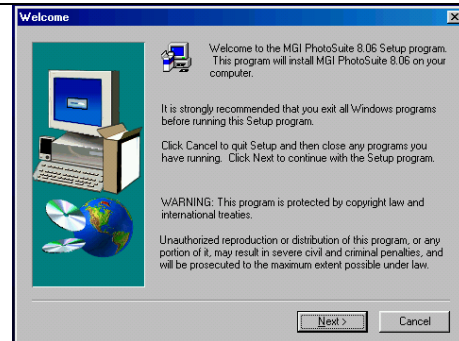 Welcome
Welcome to the MGI PhotoSuite 8.06 Setup program.
This program will install MGI PhotoSuite 8.06 on your
computer.
It is strongly recommended that you exit all Windows programs
before running this Setup program.
Click Cancel to quit Setup and then close any programs you
have running. Click Next to continue with the Setup program.
WARNING: This program is protected by copyright law and
international treaties.
Unauthorized reproduction or distribution of this program, or any
portion of it, may result in severe civil and criminal penalties, and
will be prosecuted to the maximum extent possible under law.
Next >
Cancel